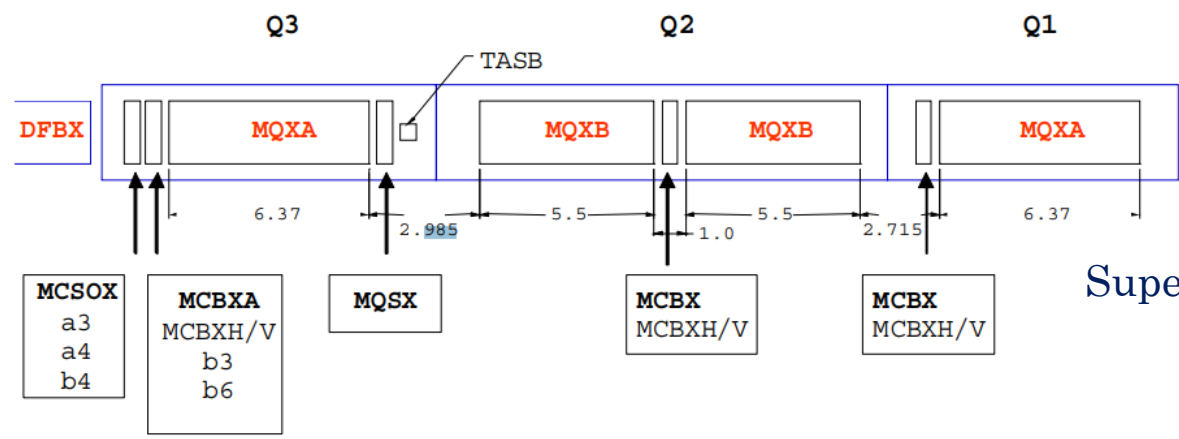 Q3
Q2
Q1
TASB
DFBX
MQXA
MQXB
MQXB
MQXA
6.37
2.985
5.5
1.0
5.5
2.715
6.37
MCSOX
a3
a4
b4
MCBXA
MCBXH/V
b3
b6
MQSX
MCBX
MCBXH/V
MCBX
MCBXH/V
Supe